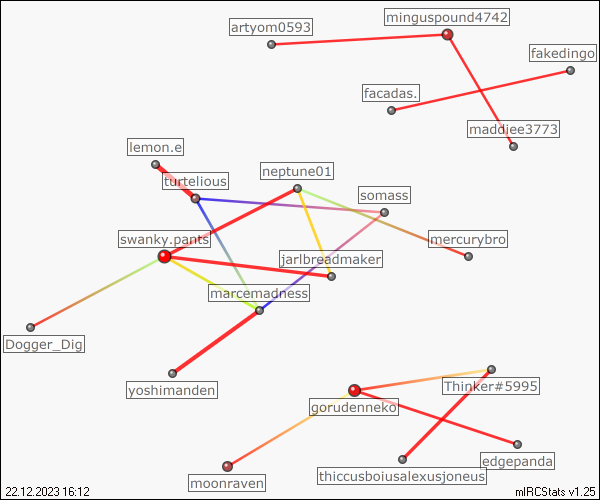 minguspound4742
artyom0593
fakedingo
facadas.
maddiee3773
lemon.e
neptune01
turtelious
somass
swanky.pants
mercurybro
jarlbreadmaker
marcemadness
Dogger_Dig
yoshimanden
Thinker#5995
gorudenneko
edgepanda
thiccusboiusalexusjoneus
moonraven
22.12.2023 16:12
mIRCStats v1.25